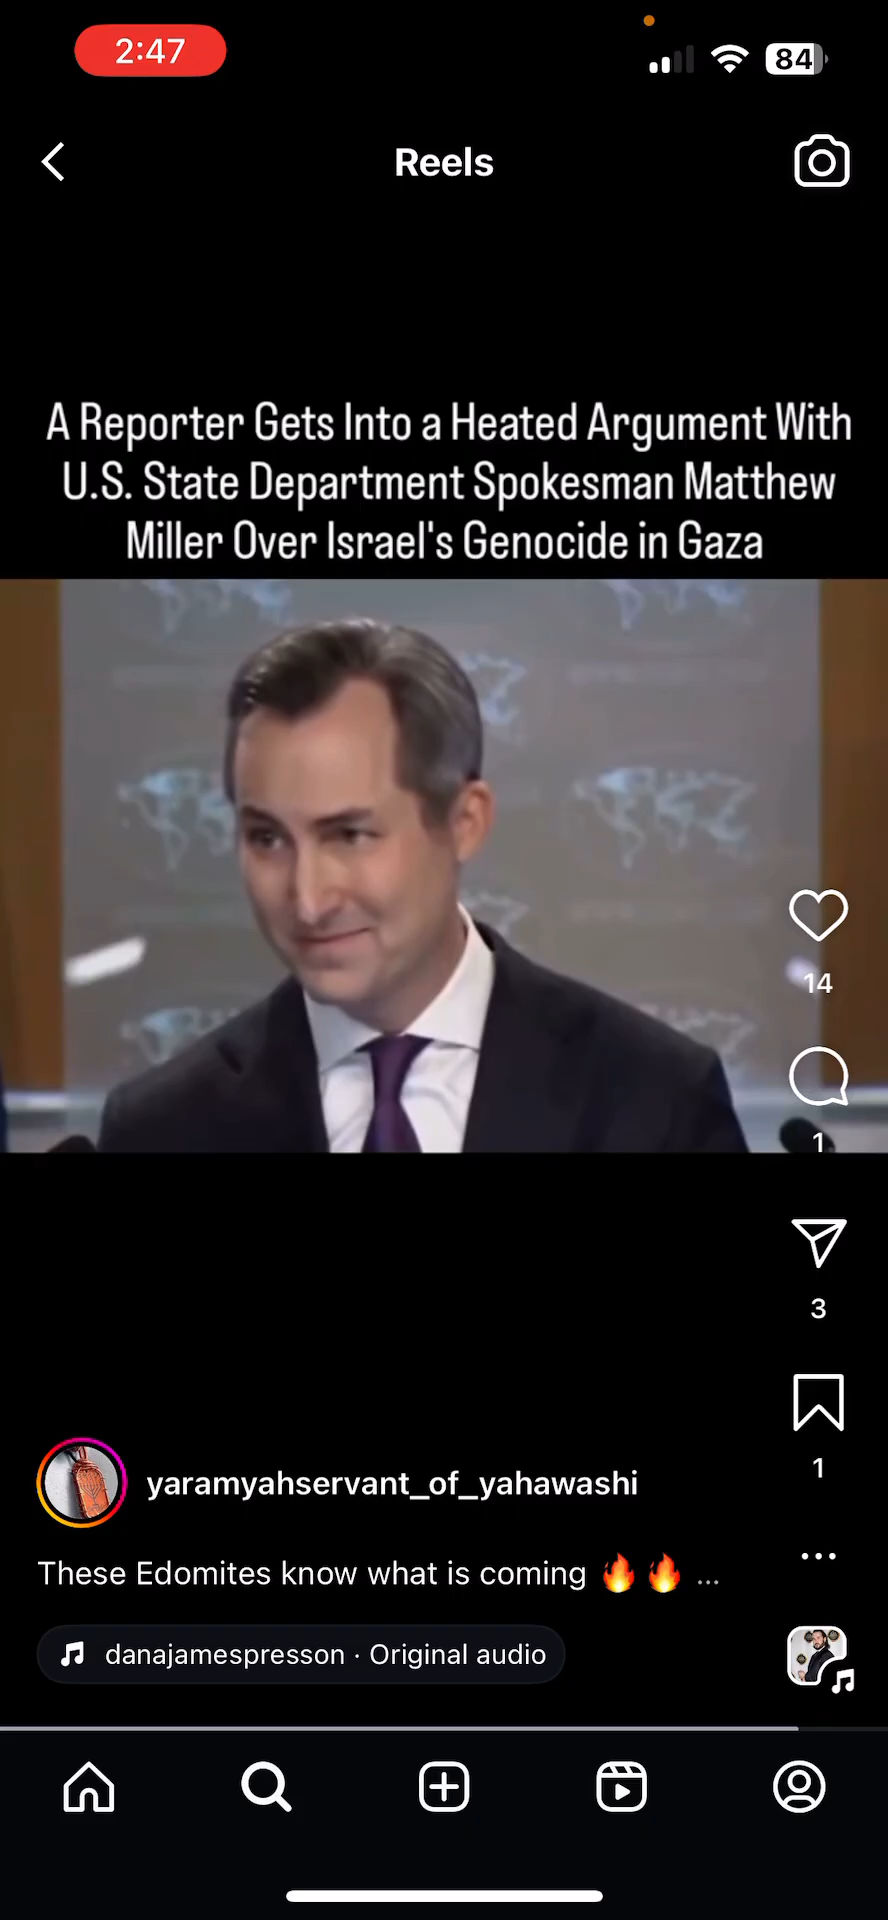 2:47
84
Reels
A Reporter Gets Into a Heated Argument With
U.S. State Department Spokesman Matthew
Miller Over Israel's Genocide in Gaza
14
1
3
1
yaramyahservant_of_yahawashi
These Edomites know what is coming 🔥🔥 ...
danajamespresson · Original audio